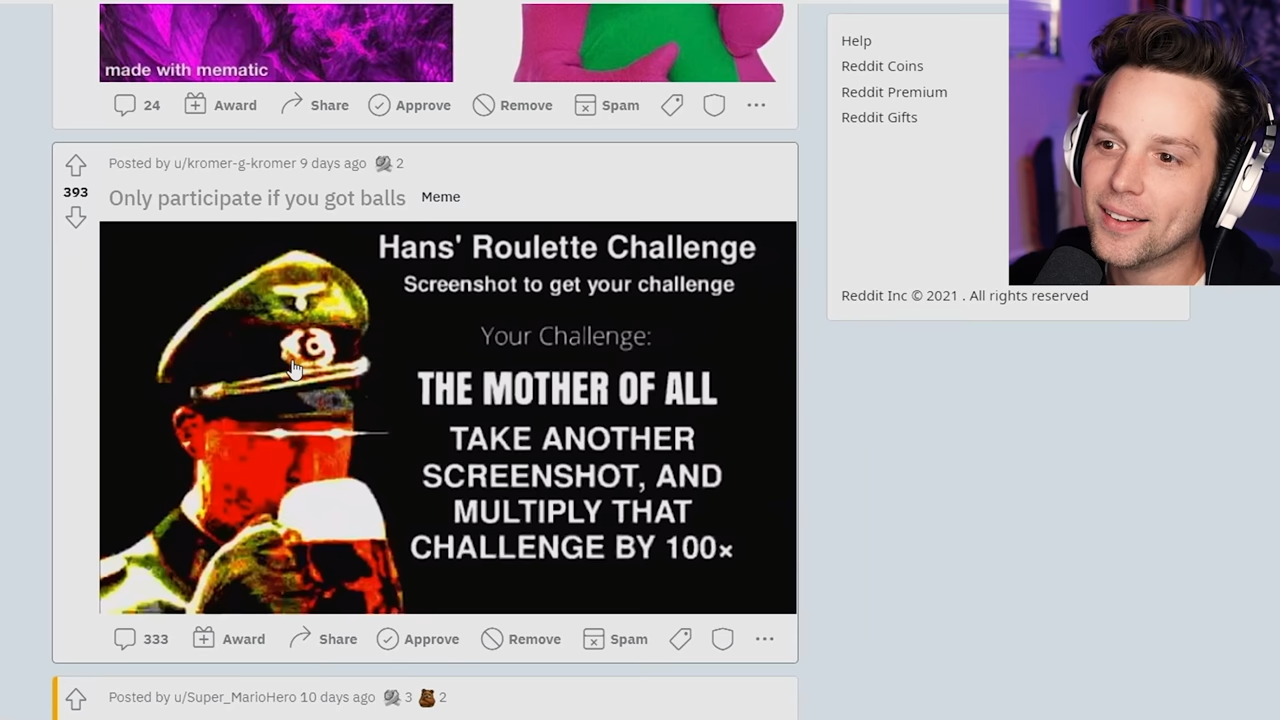 made with mematic
24 Award Share Approve Remove Spam
Help
Reddit Coins
Reddit Premium
Reddit Gifts
Reddit Inc © 2021 . All rights reserved
Posted by u/kromer-g-kromer 9 days ago 2
393
Only participate if you got balls Meme
Hans' Roulette Challenge
Screenshot to get your challenge
Your Challenge:
THE MOTHER OF ALL
TAKE ANOTHER
SCREENSHOT, AND
MULTIPLY THAT
CHALLENGE BY 100×
333 Award Share Approve Remove Spam
Posted by u/Super_MarioHero 10 days ago 3 2